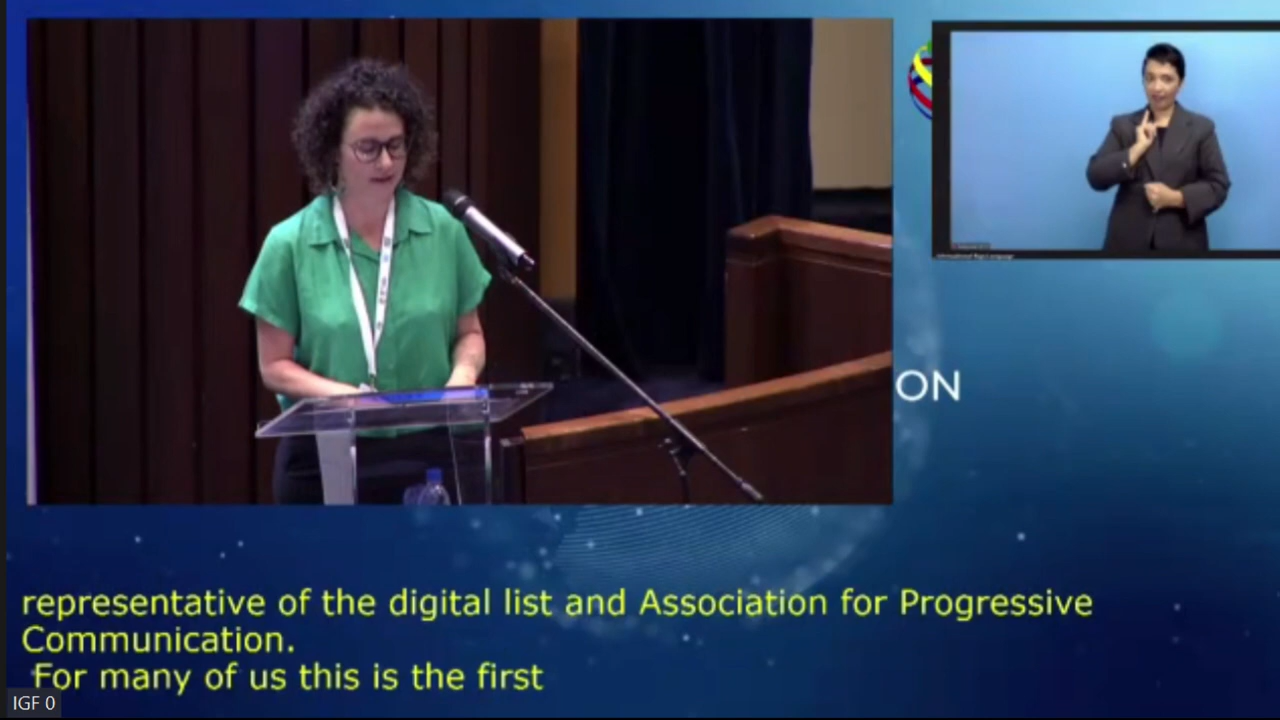 ON
representative of the digital list and Association for Progressive
Communication.
For many of us this is the first
IGF 0